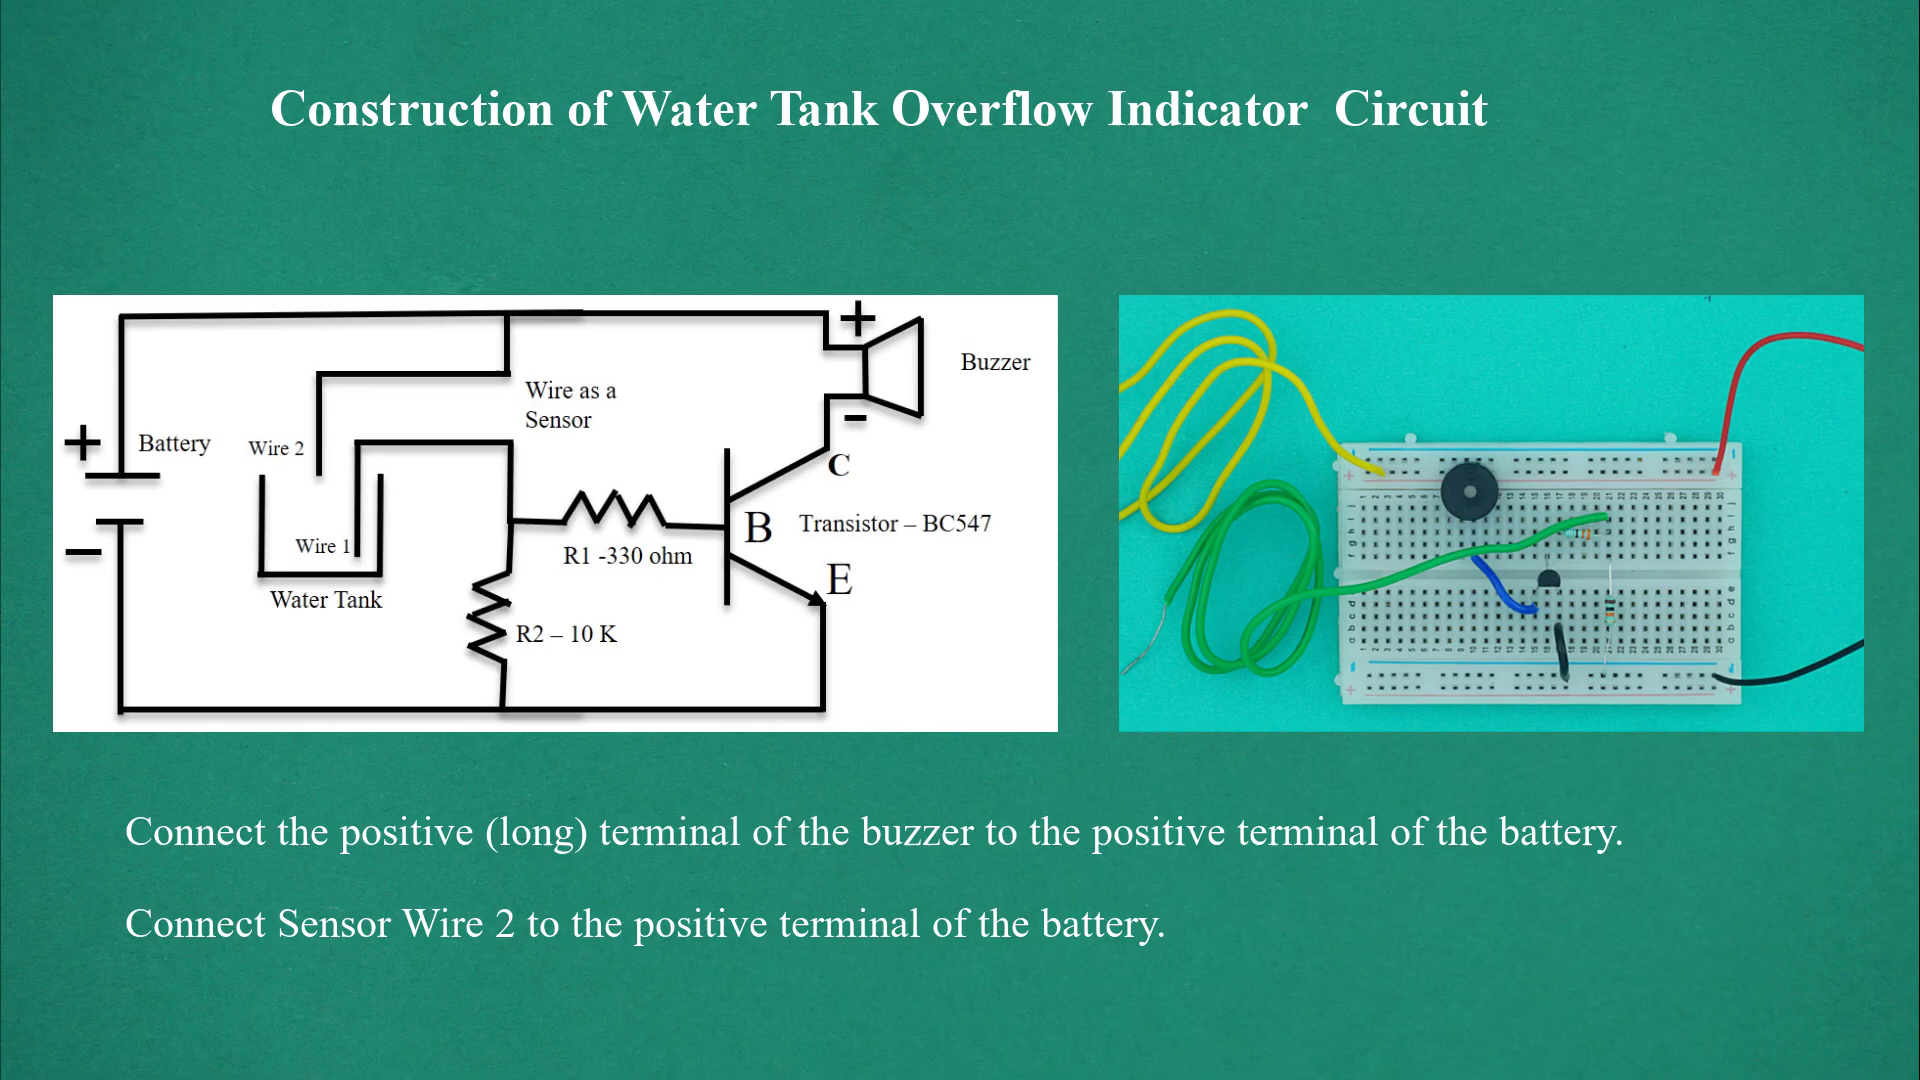 Construction of Water Tank Overflow Indicator Circuit
+
Buzzer
Wire as a
Sensor
+
Battery
Wire 2
–
C
B
Transistor – BC547
–
Wire 1
R1 -330 ohm
E
Water Tank
R2 – 10 K
Connect the positive (long) terminal of the buzzer to the positive terminal of the battery.
Connect Sensor Wire 2 to the positive terminal of the battery.